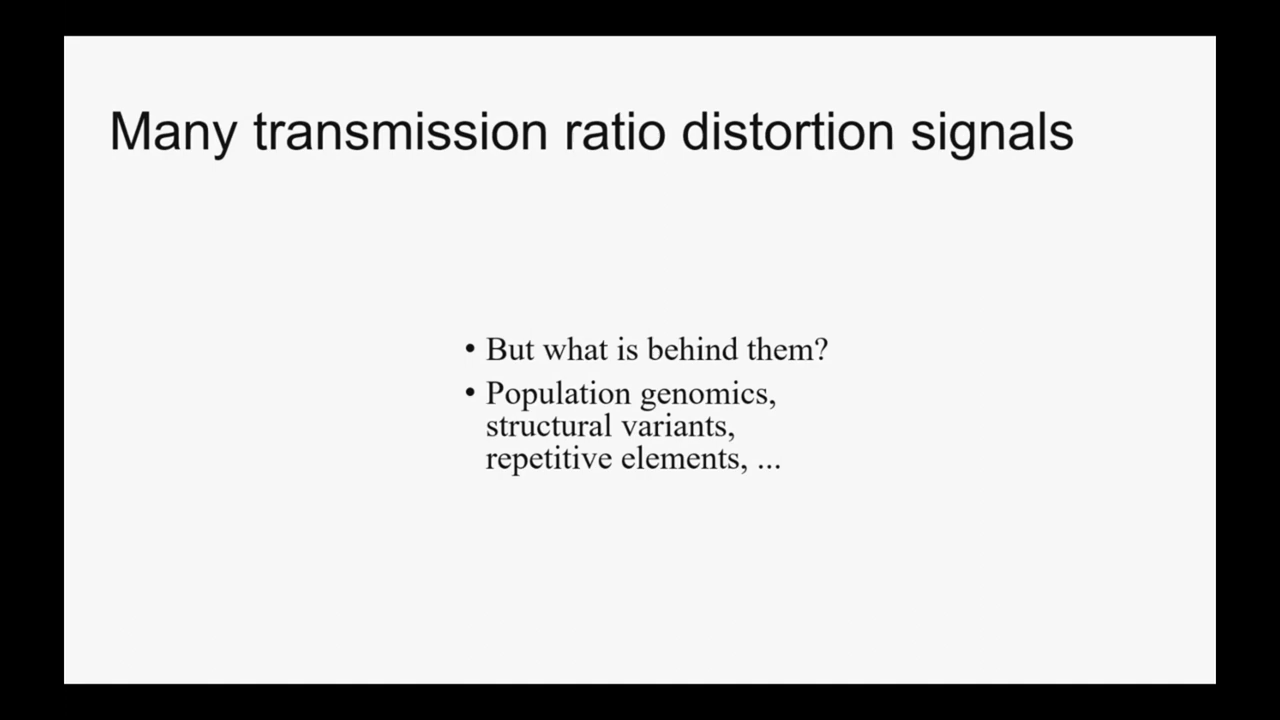 Many transmission ratio distortion signals
• But what is behind them?
• Population genomics,
structural variants,
repetitive elements, ...